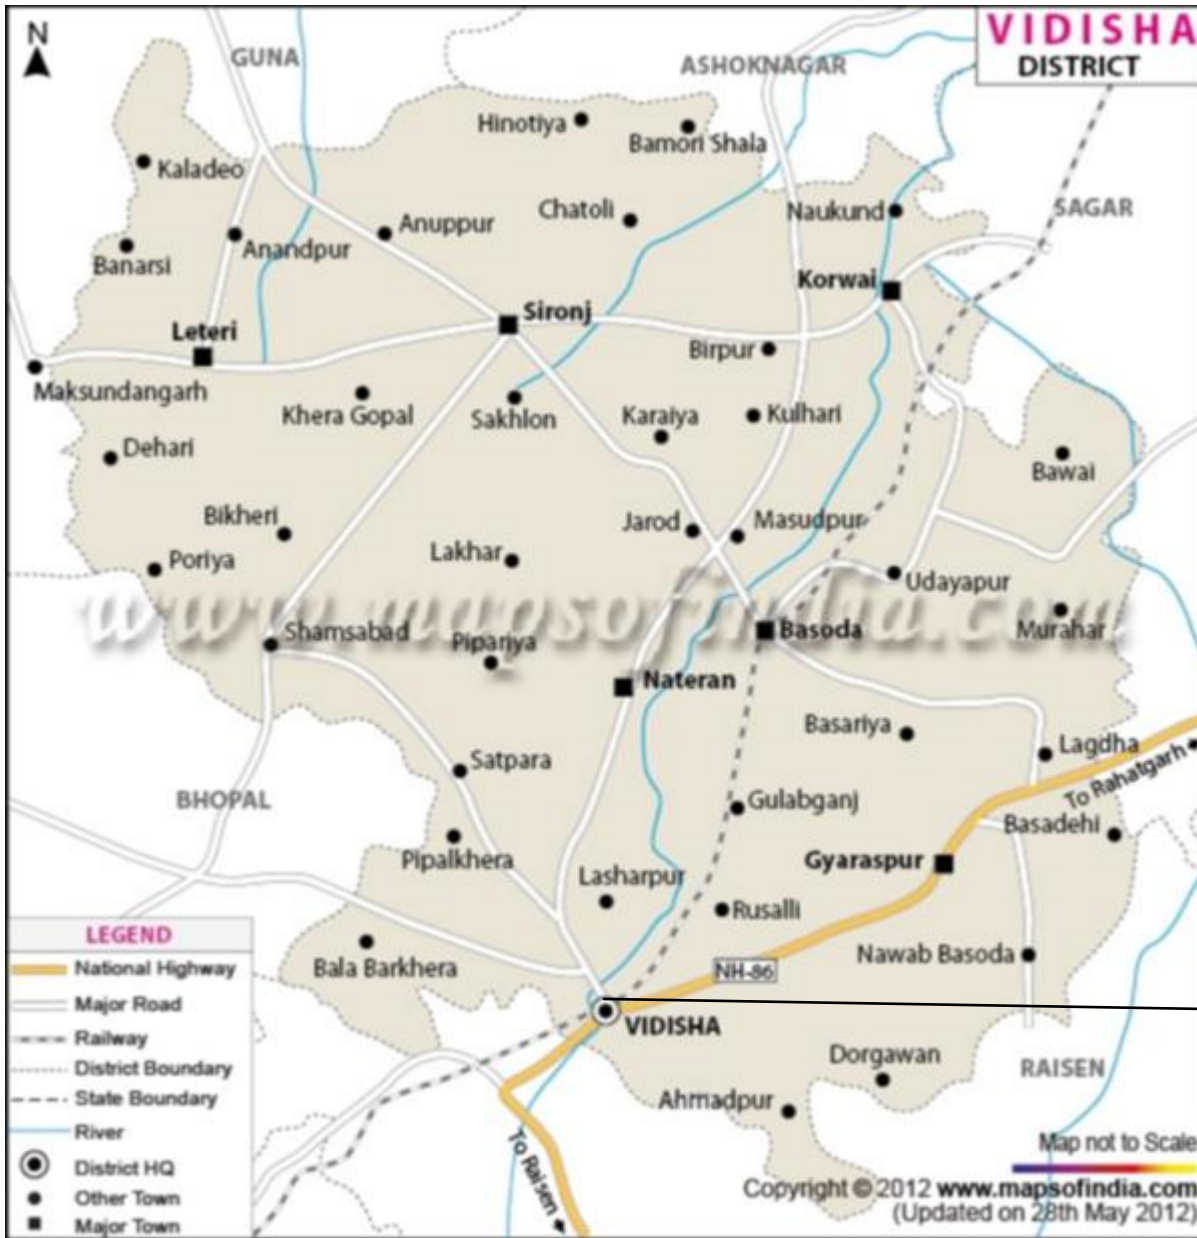 N
VIDISHA
DISTRICT
GUNA
ASHOKNAGAR
Hinotiya
Bamori Shala
Kaladeo
SAGAR
Chatoli
Naukund
Anuppur
Anandpur
Banarsi
Korwai
Sironj
Leteri
Birpur
Maksundangarh
Khera Gopal
Sakhlon
Karaiya
Kulhari
Dehari
Bawai
Bikheri
Jarod
Masudpur
Lakhar
Poriya
Udayapur
www.mapsofindia.com
Shamsabad
Pipariya
Basoda
Murahar
Nateran
Basariya
Lagdha
Satpara
To Rahatgarh
BHOPAL
Gulabganj
Basadehi
Pipalkhera
Gyaraspur
Lasharpur
Rusalli
Nawab Basoda
Bala Barkhera
NH-86
VIDISHA
Dorgawan
RAISEN
Ahmadpur
To Raisen
LEGEND
National Highway
Major Road
Railway
District Boundary
State Boundary
River
District HQ
Other Town
Major Town
Map not to Scale
Copyright © 2012 www.mapsofindia.com
(Updated on 28th May 2012)